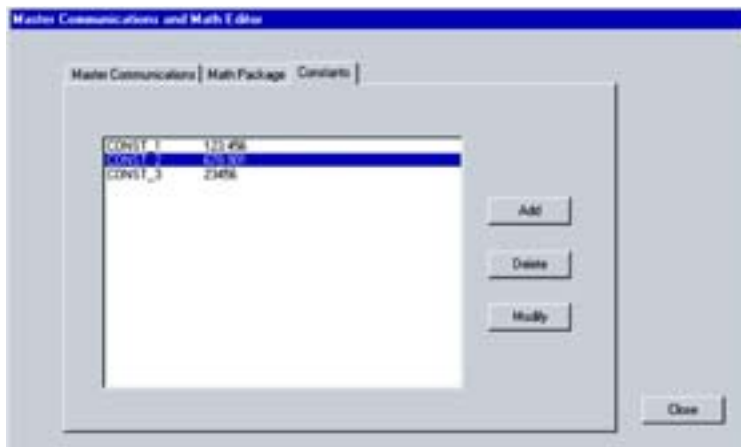 Master Communications and Math Editor
Master Communications Math Package Constants
CONST_1 123.456
CONST_2
CONST_3 23456
Add
Delete
Modify
Close